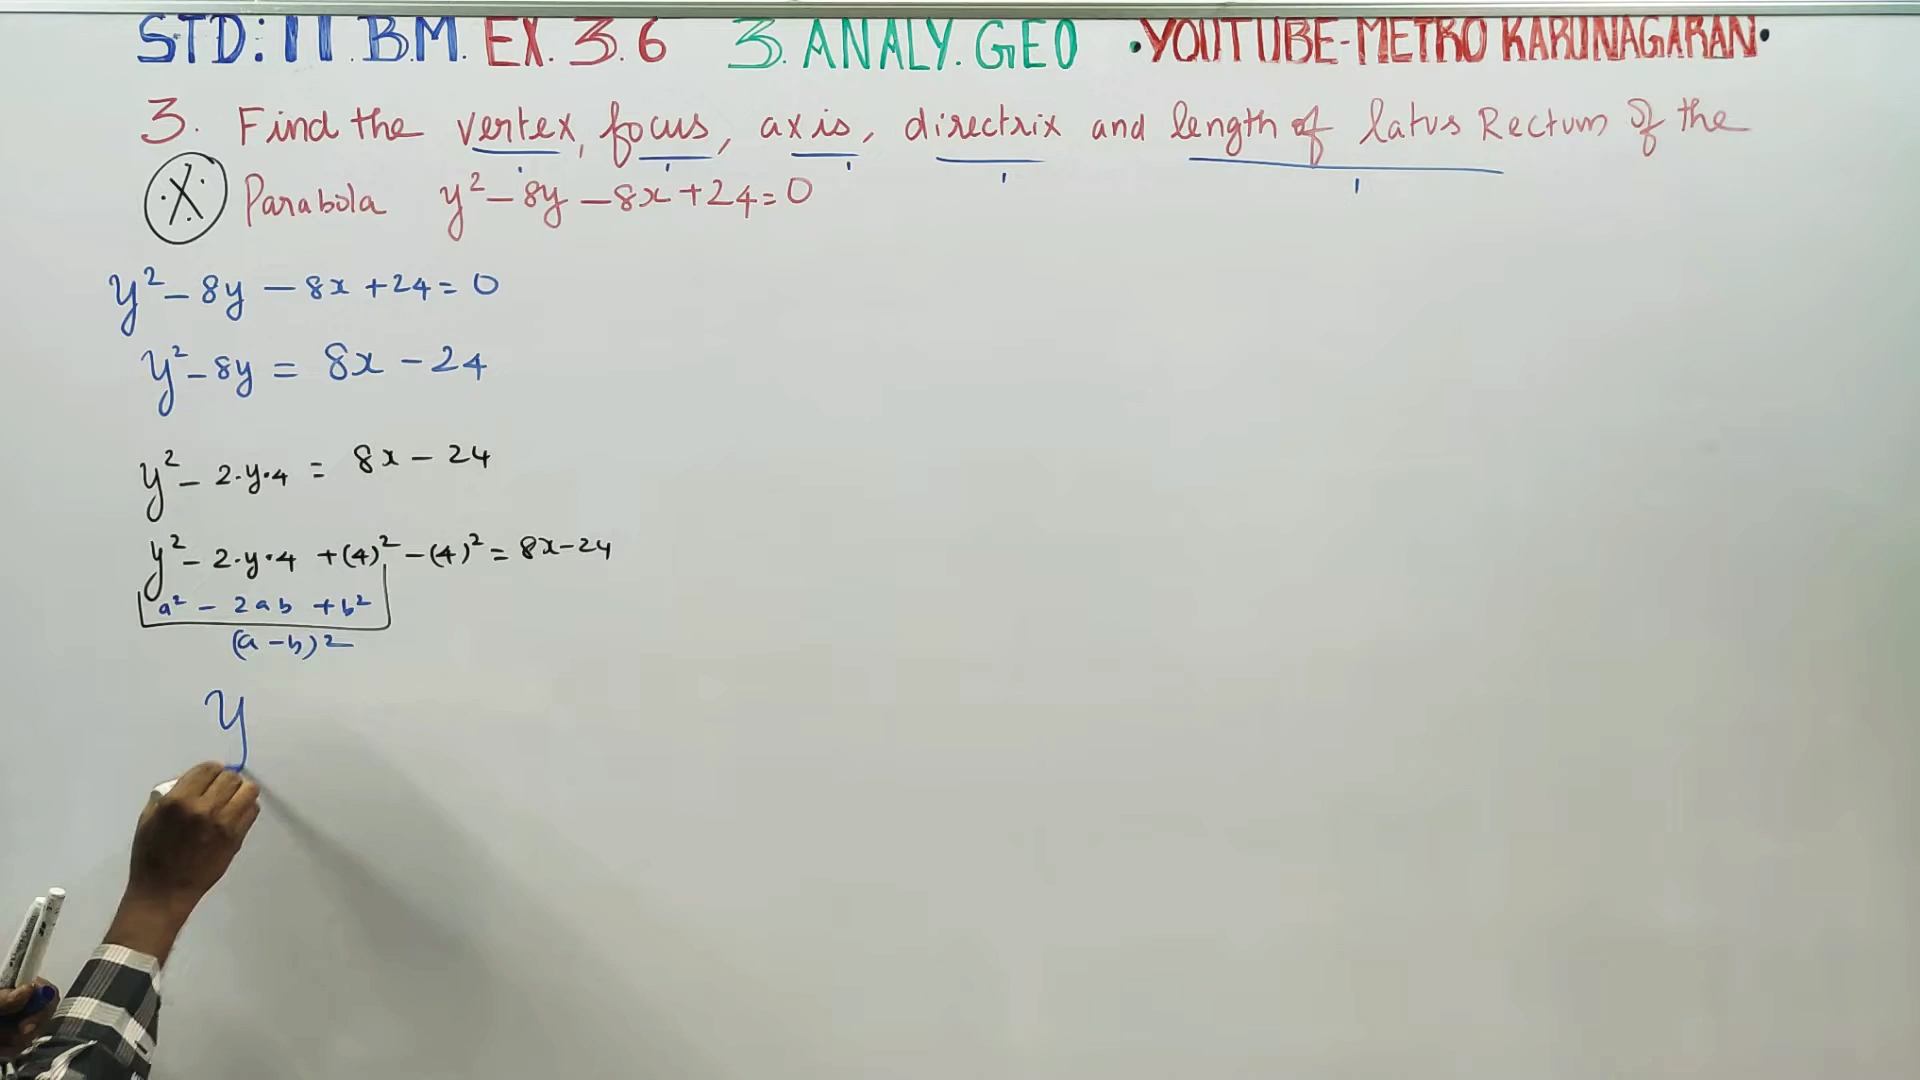 STD: 11. B.M. EX. 3.6 3. ANALY. GEO •YOUTUBE-METRO KARUNAGARAN•
3. Find the vertex, focus, axis, directrix and length of latus Rectum of the
Parabola y² - 8y - 8x + 24 = 0
y² - 8y - 8x + 24 = 0
y² - 8y = 8x - 24
y² - 2·y·4 = 8x - 24
y² - 2·y·4 + (4)² - (4)² = 8x - 24
a² - 2ab + b²
(a - b)²
y